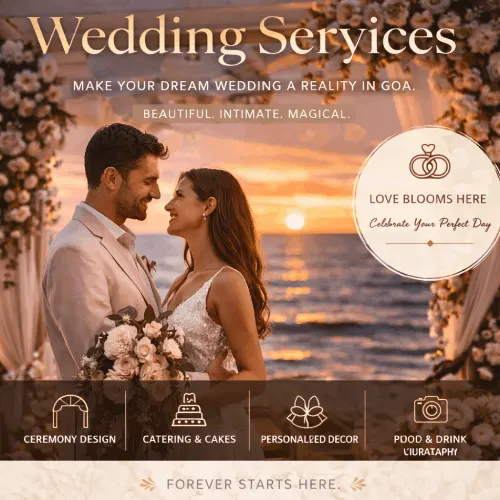 Wedding Seryices
MAKE YOUR DREAM WEDDING A REALITY IN GOA.
BEAUTIFUL. INTIMATE. MAGICAL.
LOVE BLOOMS HERE
Celebrate Your Perfect Day
CEREMONY DESIGN
CATERING & CAKES
PERSONALIZED DECOR
& DRINK
FOREVER STARTS HERE.